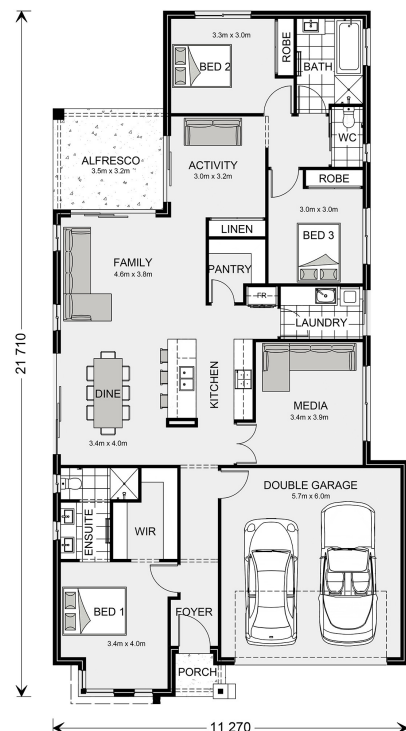 3.3m x 3.0m
BED 2
ROBE
BATH
WC
ALFRESCO
3.5m x 3.2m
ACTIVITY
3.0m x 3.2m
ROBE
3.0m x 3.0m
BED 3
LINEN
FAMILY
4.6m x 3.8m
PANTRY
FR
LAUNDRY
21 710
KITCHEN
DINE
3.4m x 4.0m
MEDIA
3.4m x 3.9m
DOUBLE GARAGE
5.7m x 6.0m
ENSUITE
WIR
BED 1
3.4m x 4.0m
FOYER
PORCH
11 270